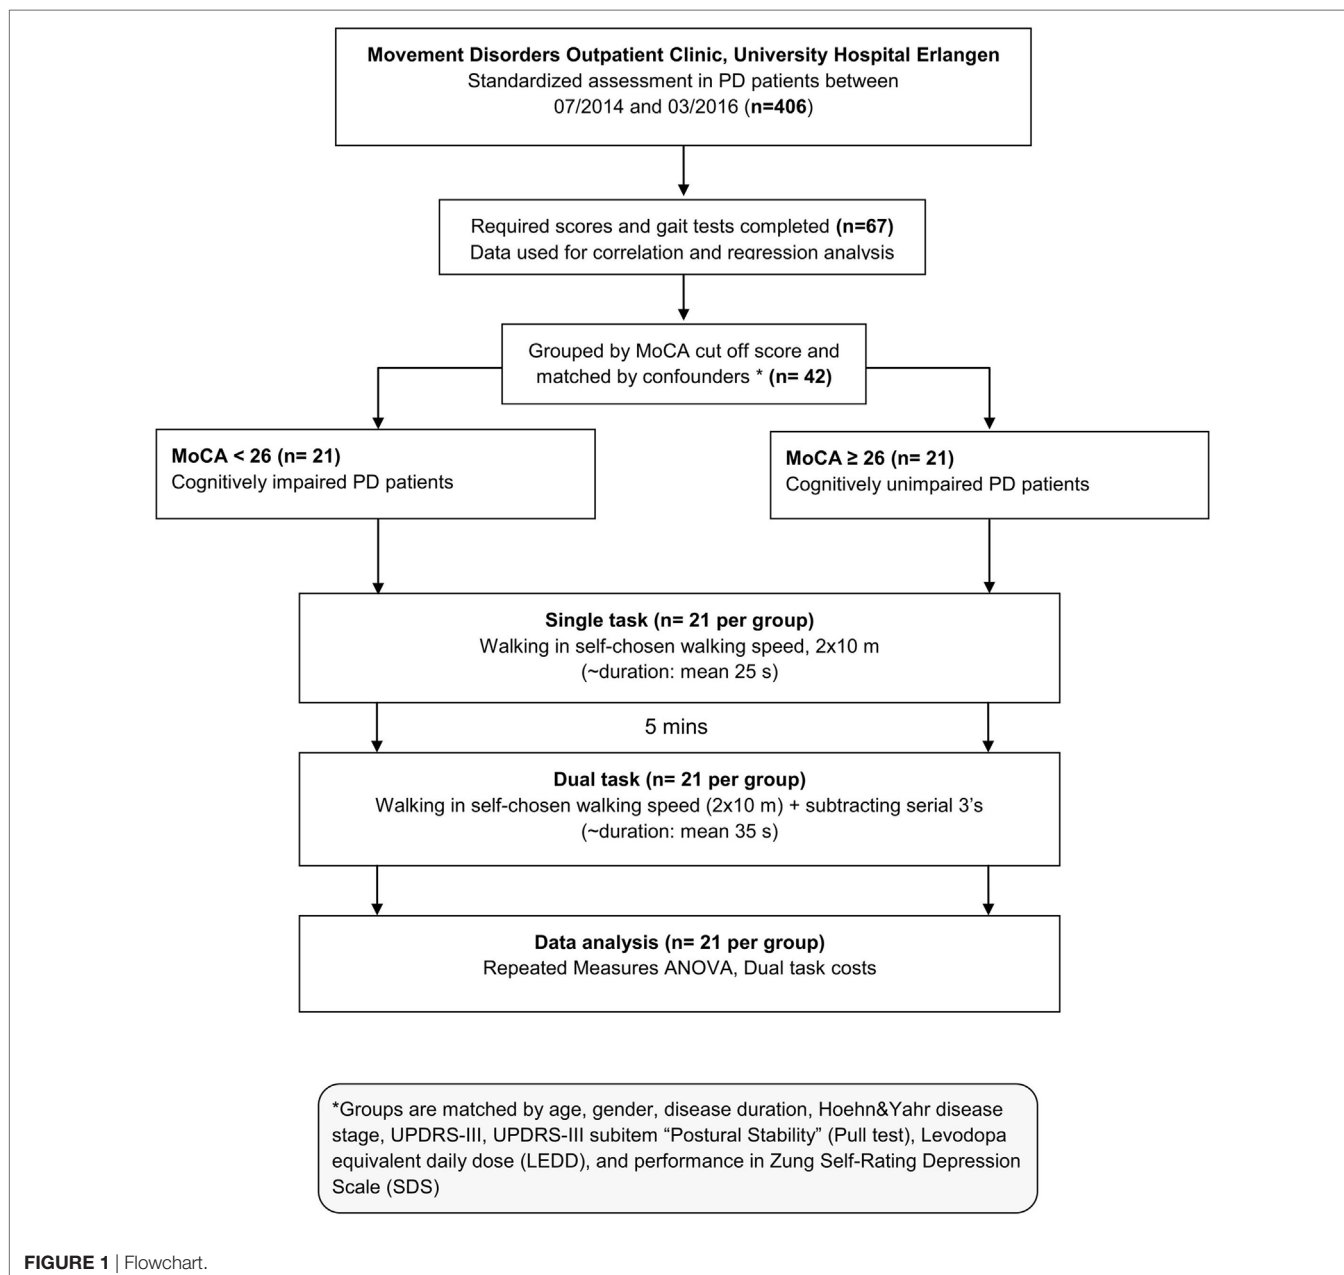 Movement Disorders Outpatient Clinic, University Hospital Erlangen
Standardized assessment in PD patients between
07/2014 and 03/2016 (n=406)
Required scores and gait tests completed (n=67)
Data used for correlation and regression analysis
Grouped by MoCA cut off score and
matched by confounders * (n= 42)
MoCA < 26 (n= 21)
Cognitively impaired PD patients
MoCA ≥ 26 (n= 21)
Cognitively unimpaired PD patients
Single task (n= 21 per group)
Walking in self-chosen walking speed, 2x10 m
(~duration: mean 25 s)
5 mins
Dual task (n= 21 per group)
Walking in self-chosen walking speed (2x10 m) + subtracting serial 3’s
(~duration: mean 35 s)
Data analysis (n= 21 per group)
Repeated Measures ANOVA, Dual task costs
*Groups are matched by age, gender, disease duration, Hoehn&Yahr disease
stage, UPDRS-III, UPDRS-III subitem “Postural Stability” (Pull test), Levodopa
equivalent daily dose (LEDD), and performance in Zung Self-Rating Depression
Scale (SDS)
FIGURE 1 | Flowchart.